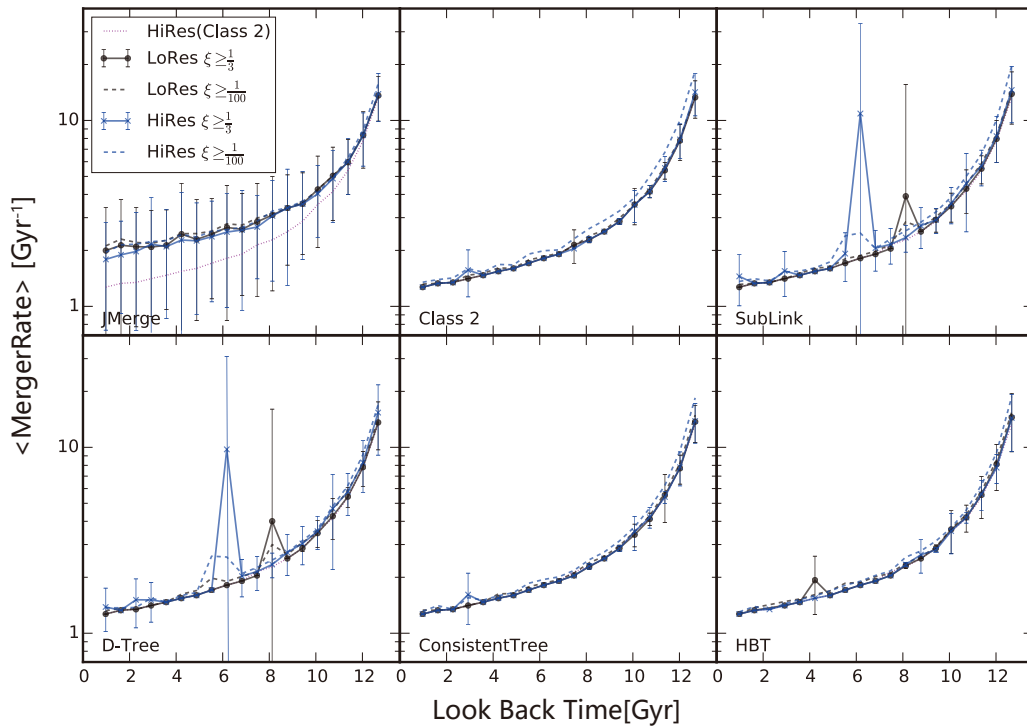 HiRes(Class 2)
LoRes ξ ≥ 1/3
LoRes ξ ≥ 1/100
HiRes ξ ≥ 1/3
HiRes ξ ≥ 1/100
10
1
JMerge
Class 2
SubLink
10
1
D-Tree
ConsistentTree
HBT
0 2 4 6 8 10 12
0 2 4 6 8 10 12
0 2 4 6 8 10 12
<MergerRate> [Gyr⁻¹]
Look Back Time[Gyr]